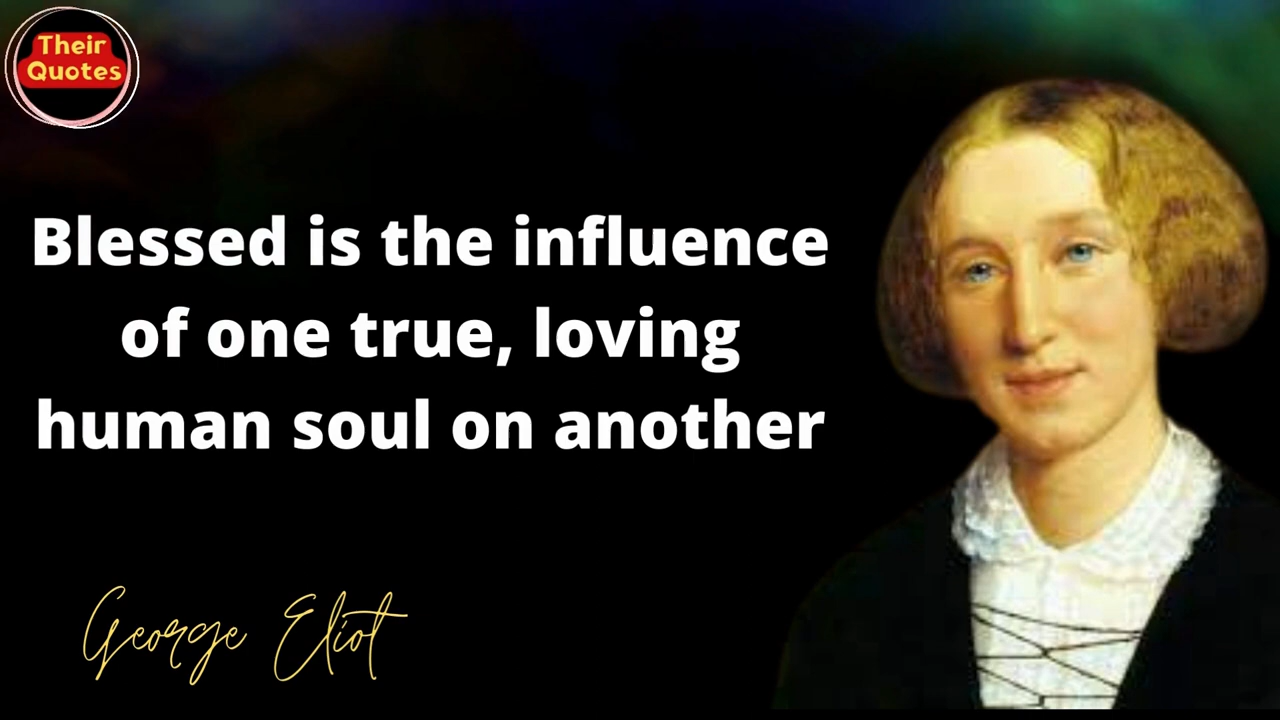 Their
Quotes
Blessed is the influence
of one true, loving
human soul on another
George Eliot